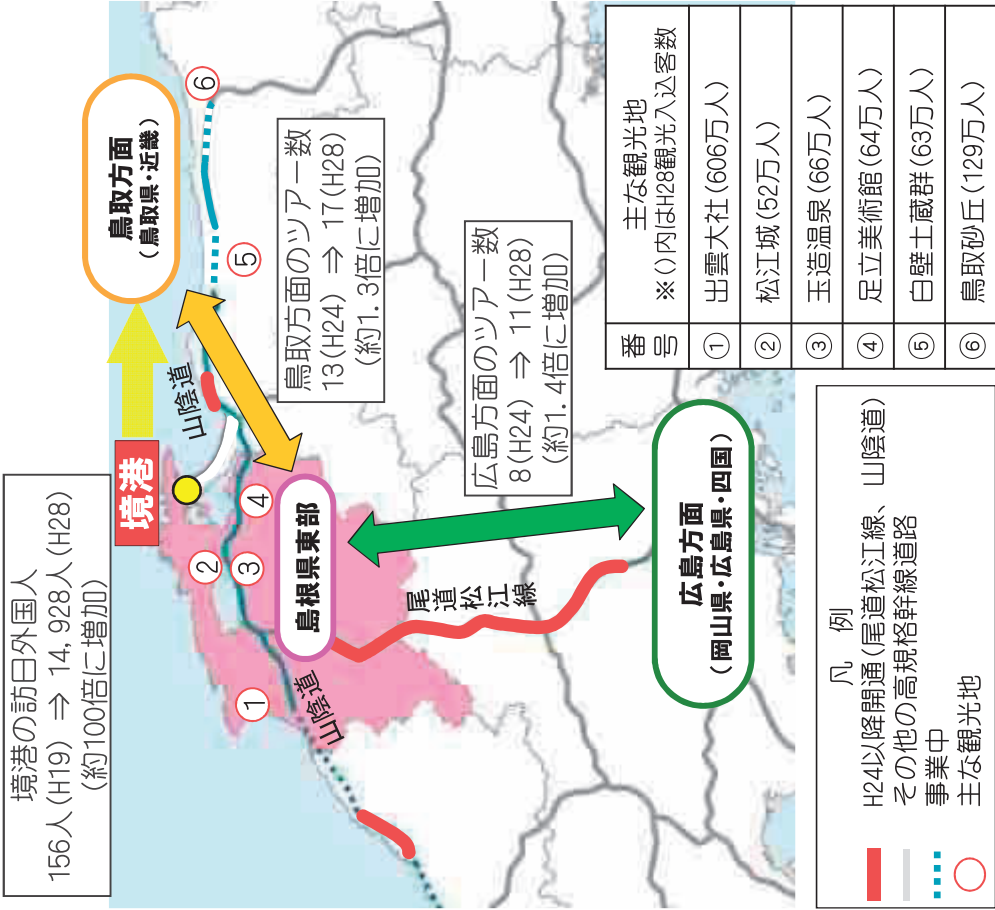 境港の訪日外国人
156人(H19) ⇒ 14,928人(H28)
(約100倍に増加)
境港
鳥取方面
(鳥取県・近畿)
山陰道
鳥取方面のツアー数
13(H24) ⇒ 17(H28)
(約1.3倍に増加)
島根県東部
広島方面のツアー数
8(H24) ⇒ 11(H28)
(約1.4倍に増加)
尾道松江線
山陰道
広島方面
(岡山県・広島県・四国)
①
②
③
④
⑤
⑥
凡 例
H24以降開通(尾道松江線、山陰道)
その他の高規格幹線道路
事業中
主な観光地
番号 主な観光地 ※()内はH28観光入込客数
① 出雲大社(606万人)
② 松江城(52万人)
③ 玉造温泉(66万人)
④ 足立美術館(64万人)
⑤ 白壁土蔵群(63万人)
⑥ 鳥取砂丘(129万人)